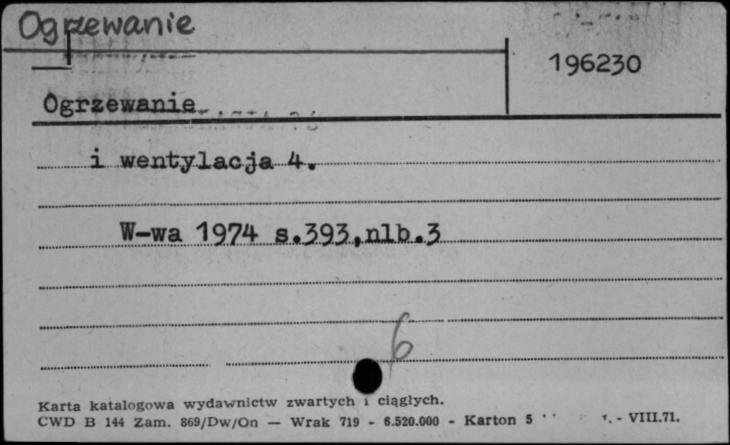 Ogrzewanie
196230
Ogrzewanie
i wentylacja 4.
W-wa 1974 s.393,nlb.3
6
Karta katalogowa wydawnictw zwartych i ciągłych.
CWD B 144 Zam. 869/Dw/On — Wrak 719 - 6.520.000 - Karton 5 - VIII.71.